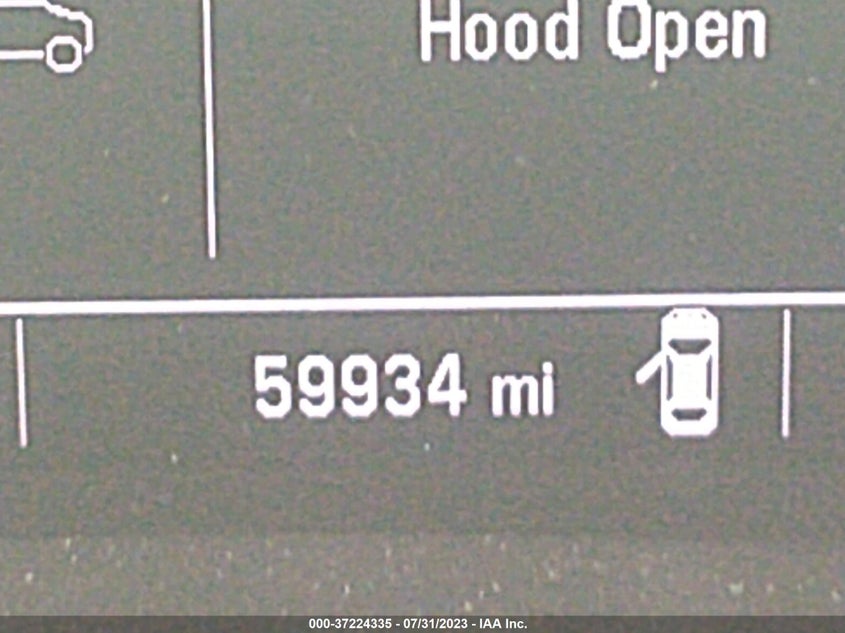 Hood Open
59934 mi
000-37224335 - 07/31/2023 - IAA Inc.